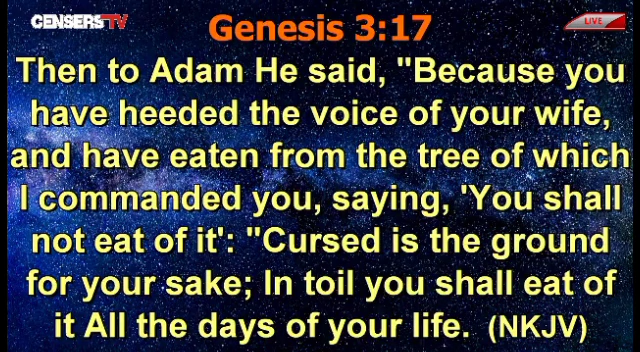 CENSERSTV
Genesis 3:17
LIVE
Then to Adam He said, "Because you
have heeded the voice of your wife,
and have eaten from the tree of which
I commanded you, saying, 'You shall
not eat of it': "Cursed is the ground
for your sake; In toil you shall eat of
it All the days of your life. (NKJV)